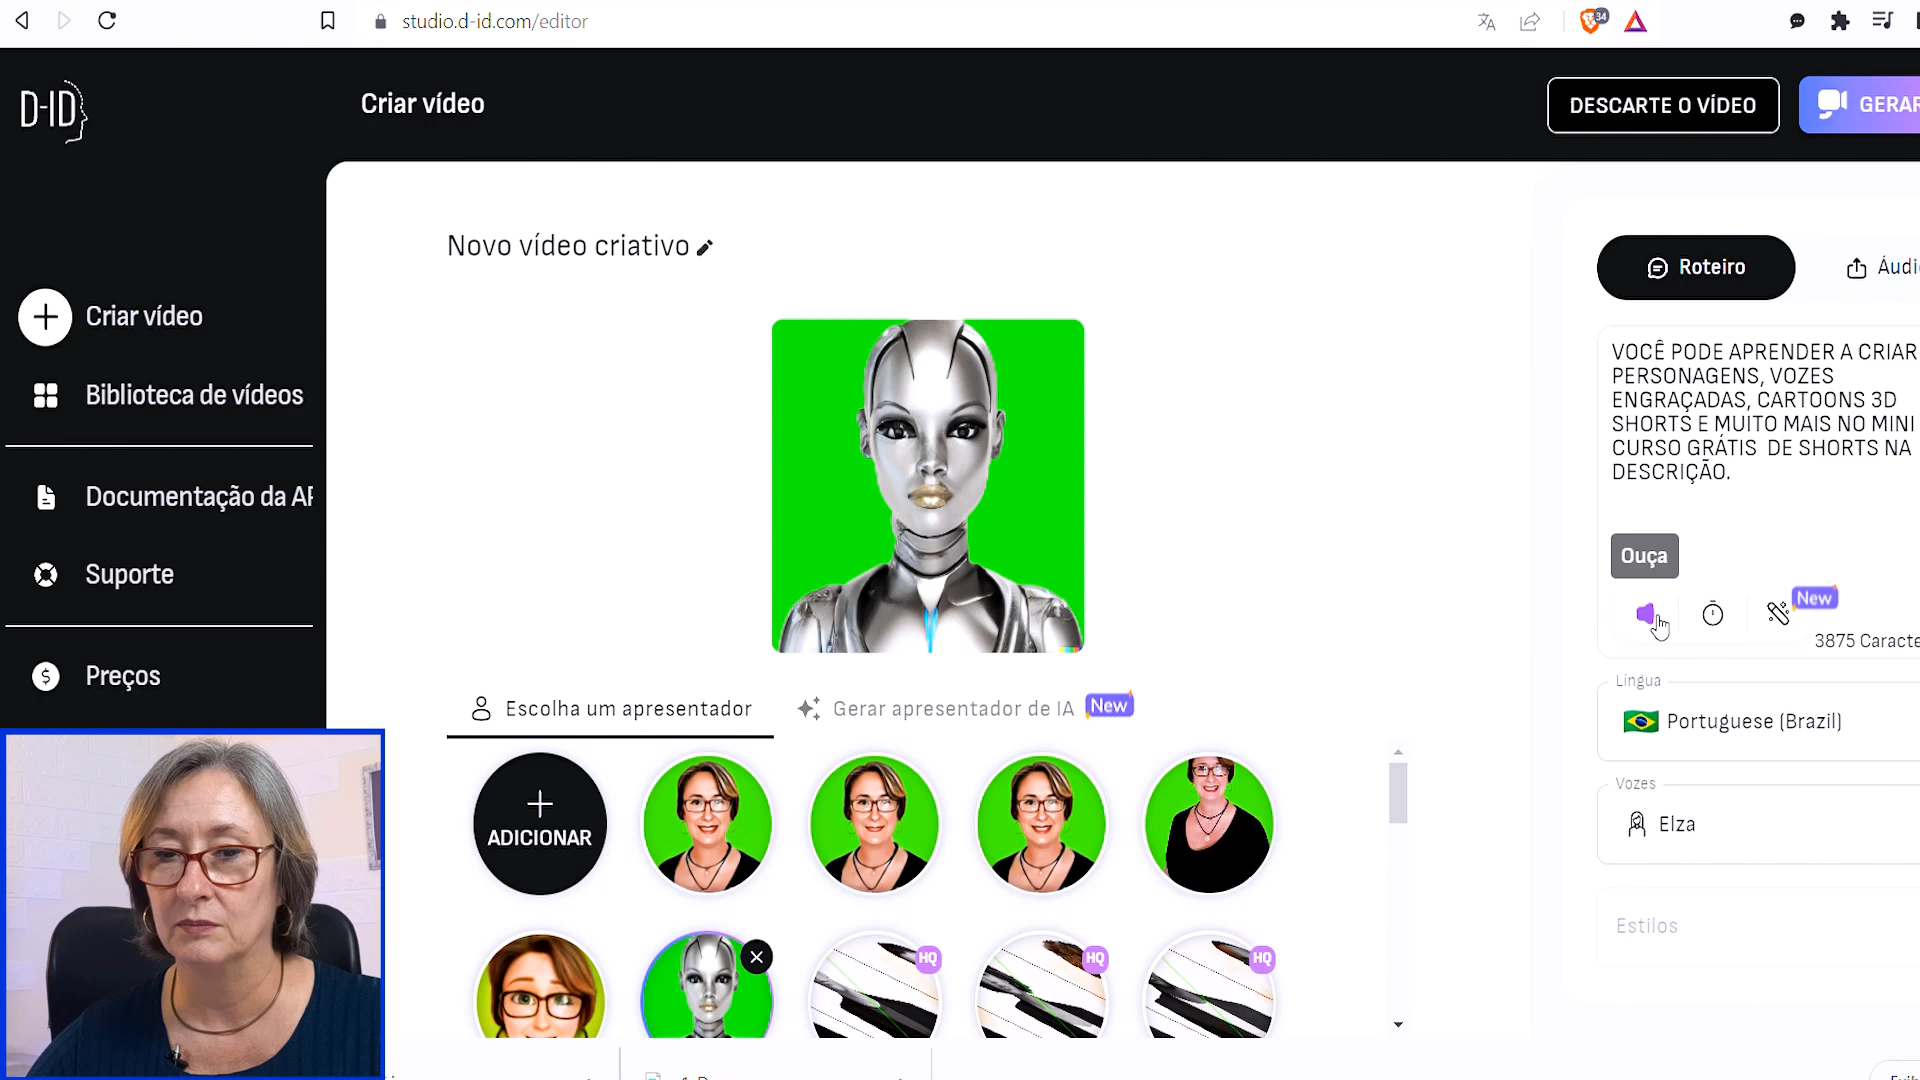 studio.d-id.com/editor
34
D-ID
Criar vídeo
DESCARTE O VÍDEO
GERAR
Novo vídeo criativo
Roteiro
Áudi
Criar vídeo
Biblioteca de vídeos
Documentação da AP
Suporte
$ Preços
VOCÊ PODE APRENDER A CRIAR
PERSONAGENS, VOZES
ENGRAÇADAS, CARTOONS 3D
SHORTS E MUITO MAIS NO MINI
CURSO GRÁTIS DE SHORTS NA
DESCRIÇÃO.
Ouça
New
3875 Caracte
Língua
Portuguese (Brazil)
Escolha um apresentador
Gerar apresentador de IA
New
ADICIONAR
Vozes
Elza
Estilos
HQ
HQ
HQ